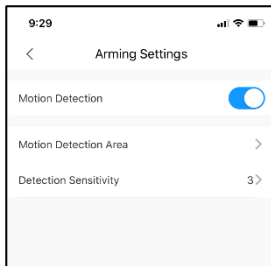 9:29
Arming Settings
Motion Detection
Motion Detection Area
Detection Sensitivity 3